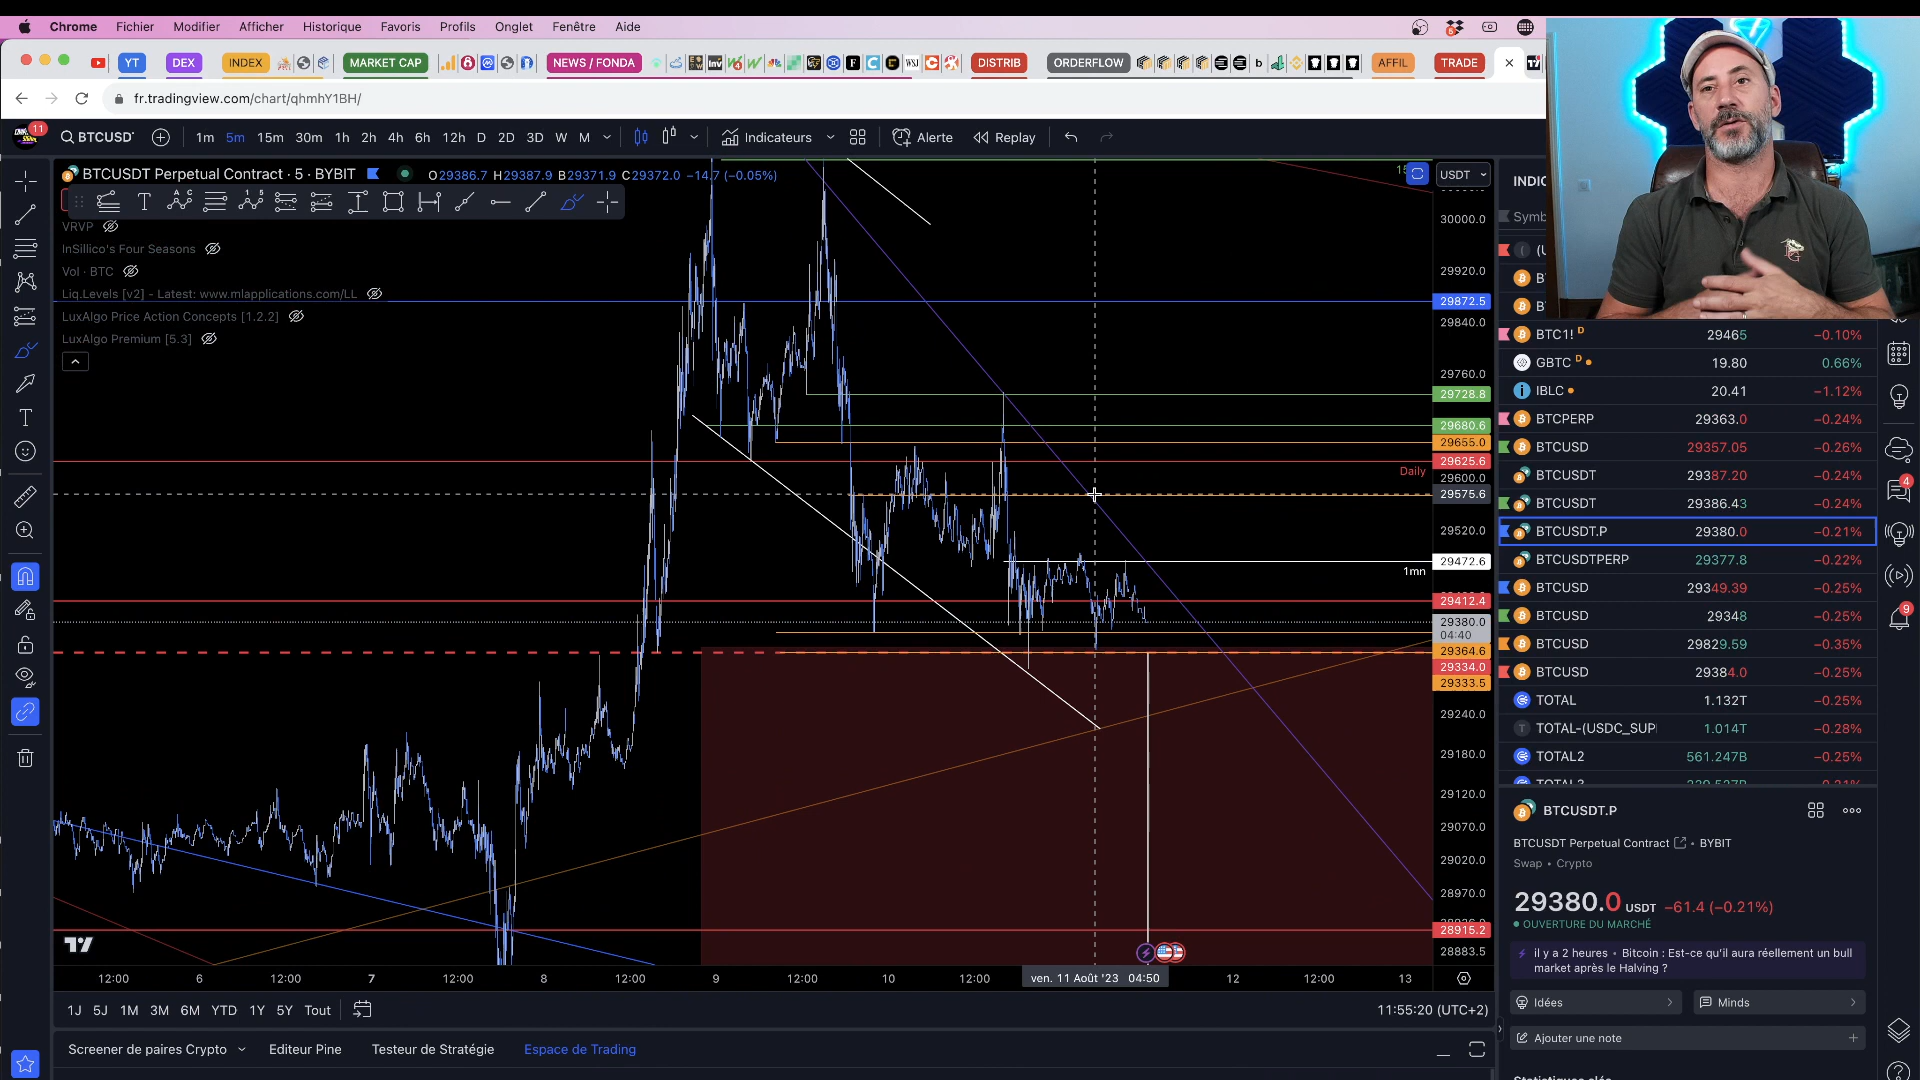 Chrome Fichier Modifier Afficher Historique Favoris Profils Onglet Fenêtre Aide
YT DEX INDEX MARKET CAP NEWS / FONDA DISTRIB ORDERFLOW AFFIL TRADE
fr.tradingview.com/chart/qhmhY1BH/
11 BTCUSDT 1m 5m 15m 30m 1h 2h 4h 6h 12h D 2D 3D W M Indicateurs Alerte Replay
BTCUSDT Perpetual Contract · 5 · BYBIT O29386.7 H29387.9 B29371.9 C29372.0 −14.7 (−0.05%)
USDT
VRVP
InSillico's Four Seasons
Vol · BTC
Liq.Levels [v2] - Latest: www.mlapplications.com/LL
LuxAlgo Price Action Concepts [1.2.2]
LuxAlgo Premium [5.3]
30000.0
29920.0
29872.5
29840.0
29760.0
29728.8
29680.6
29655.0
29625.6
Daily
29600.0
29575.6
29520.0
29472.6
1mn
29412.4
29380.0
04:40
29364.6
29334.0
29333.5
29240.0
29180.0
29120.0
29070.0
29020.0
28970.0
28915.2
28883.5
12:00 6 12:00 7 12:00 8 12:00 9 12:00 10 12:00 ven. 11 Août '23 04:50 12 12:00 13
1J 5J 1M 3M 6M YTD 1Y 5Y Tout
11:55:20 (UTC+2)
Screener de paires Crypto Editeur Pine Testeur de Stratégie Espace de Trading
BTC1! D 29465 −0.10%
GBTC D 19.80 0.66%
IBLC 20.41 −1.12%
BTCPERP 29363.0 −0.24%
BTCUSD 29357.05 −0.26%
BTCUSDT 29387.20 −0.24%
BTCUSDT 29386.43 −0.24%
BTCUSDT.P 29380.0 −0.21%
BTCUSDTPERP 29377.8 −0.22%
BTCUSD 29349.39 −0.25%
BTCUSD 29348 −0.25%
BTCUSD 29829.59 −0.35%
BTCUSD 29384.0 −0.25%
TOTAL 1.132T −0.25%
TOTAL-(USDC_SUP 1.014T −0.28%
TOTAL2 561.247B −0.25%
BTCUSDT.P
BTCUSDT Perpetual Contract • BYBIT
Swap • Crypto
29380.0 USDT −61.4 (−0.21%)
OUVERTURE DU MARCHÉ
il y a 2 heures • Bitcoin : Est-ce qu'il aura réellement un bull
market après le Halving ?
Idées Minds
Ajouter une note
4
9